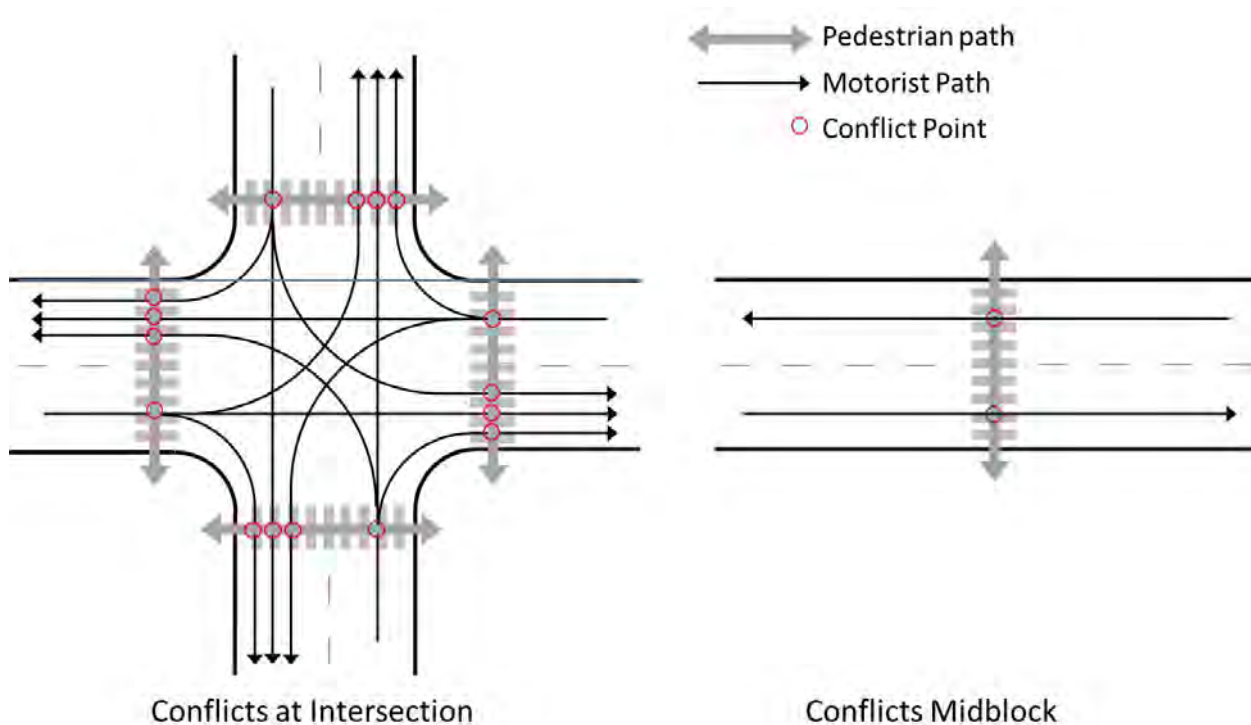 Pedestrian path
Motorist Path
Conflict Point
Conflicts at Intersection
Conflicts Midblock